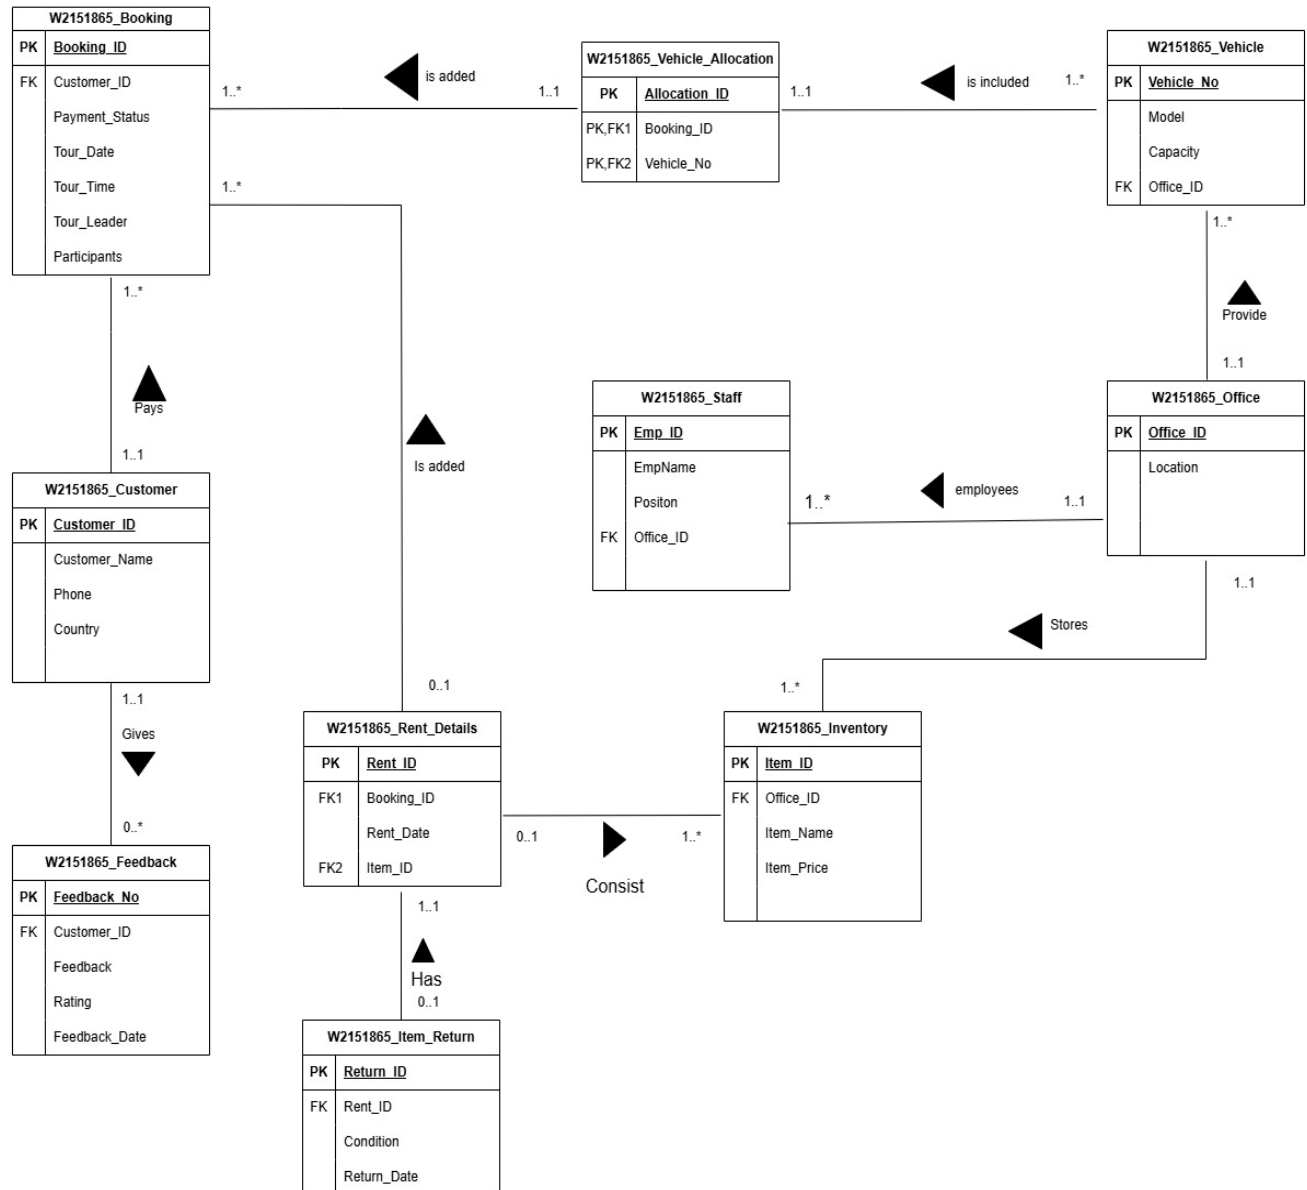 W2151865_Booking
PK Booking_ID
FK Customer_ID
Payment_Status
Tour_Date
Tour_Time
Tour_Leader
Participants
1..*
is added
1..1
W2151865_Vehicle_Allocation
PK Allocation_ID
PK,FK1 Booking_ID
PK,FK2 Vehicle_No
1..1
is included
1..*
W2151865_Vehicle
PK Vehicle_No
Model
Capacity
FK Office_ID
1..*
1..*
Pays
1..1
1..*
Provide
1..1
W2151865_Customer
PK Customer_ID
Customer_Name
Phone
Country
Is added
0..1
W2151865_Staff
PK Emp_ID
EmpName
Positon
FK Office_ID
1..*
employees
1..1
W2151865_Office
PK Office_ID
Location
1..1
Stores
1..*
1..1
Gives
0..*
W2151865_Feedback
PK Feedback_No
FK Customer_ID
Feedback
Rating
Feedback_Date
W2151865_Rent_Details
PK Rent_ID
FK1 Booking_ID
Rent_Date
FK2 Item_ID
0..1
1..*
Consist
W2151865_Inventory
PK Item_ID
FK Office_ID
Item_Name
Item_Price
1..1
Has
0..1
W2151865_Item_Return
PK Return_ID
FK Rent_ID
Condition
Return_Date